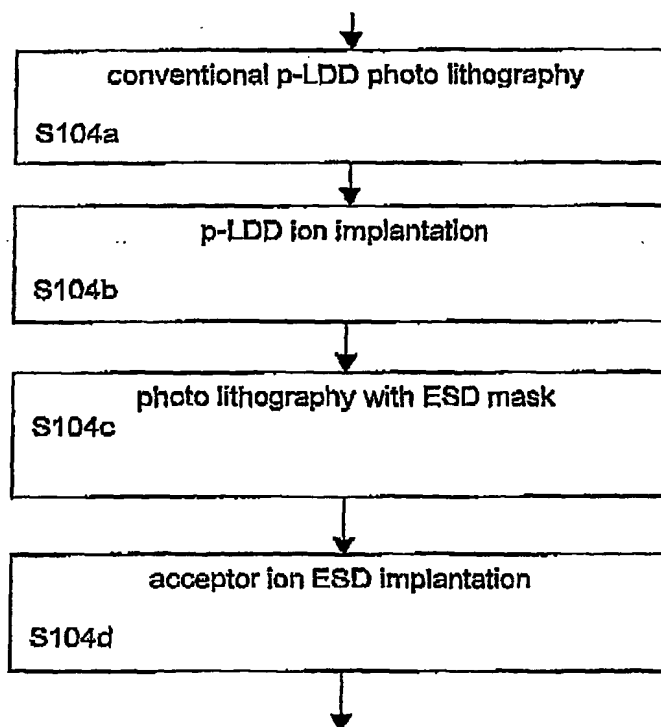 conventional p-LDD photo lithography
S104a
p-LDD ion implantation
S104b
photo lithography with ESD mask
S104c
acceptor ion ESD implantation
S104d